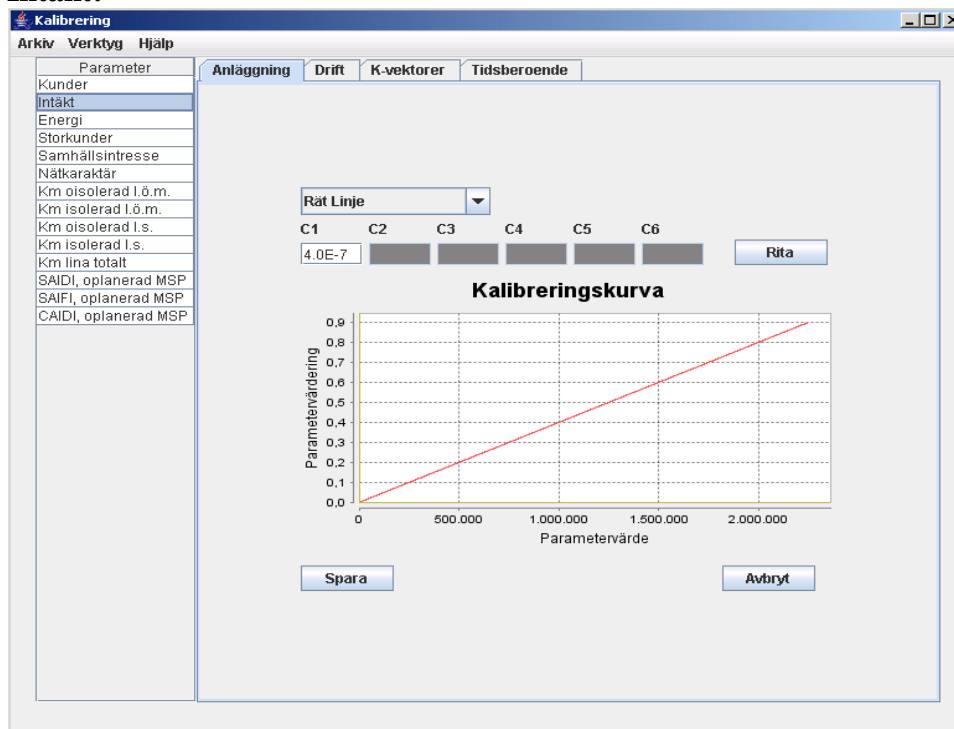 Kalibrering
Arkiv Verktyg Hjälp
Parameter
Kunder
Intäkt
Energi
Storkunder
Samhällsintresse
Nätkaraktär
Km oisolerad l.ö.m.
Km isolerad l.ö.m.
Km oisolerad l.s.
Km isolerad l.s.
Km lina totalt
SAIDI, oplanerad MSP
SAIFI, oplanerad MSP
CAIDI, oplanerad MSP
Anläggning Drift K-vektorer Tidsberoende
Rät Linje
C1 C2 C3 C4 C5 C6
4.0E-7
Rita
Kalibreringskurva
Parametervärdering
0,9
0,8
0,7
0,6
0,5
0,4
0,3
0,2
0,1
0,0
0 500.000 1.000.000 1.500.000 2.000.000
Parametervärde
Spara Avbryt